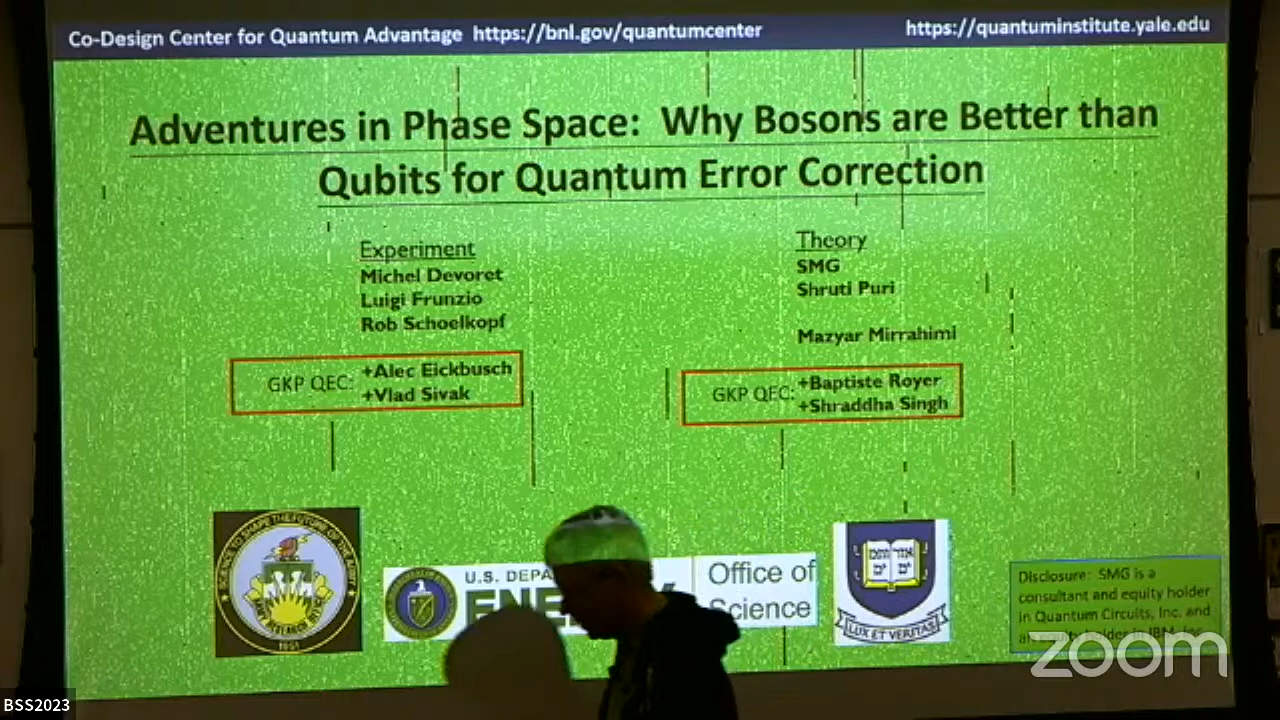 Co-Design Center for Quantum Advantage https://bnl.gov/quantumcenter
https://quantuminstitute.yale.edu
Adventures in Phase Space: Why Bosons are Better than
Qubits for Quantum Error Correction
Experiment
Michel Devoret
Luigi Frunzio
Rob Schoelkopf
GKP QEC: +Alec Eickbusch
+Vlad Sivak
Theory
SMG
Shruti Puri
Mazyar Mirrahimi
GKP QEC: +Baptiste Royer
+Shraddha Singh
1951
U.S.
Office of
Science
LUX ET VERITAS
Disclosure: SMG is a
consultant and equity holder
in Quantum Circuits, Inc. and
zoom
BSS2023